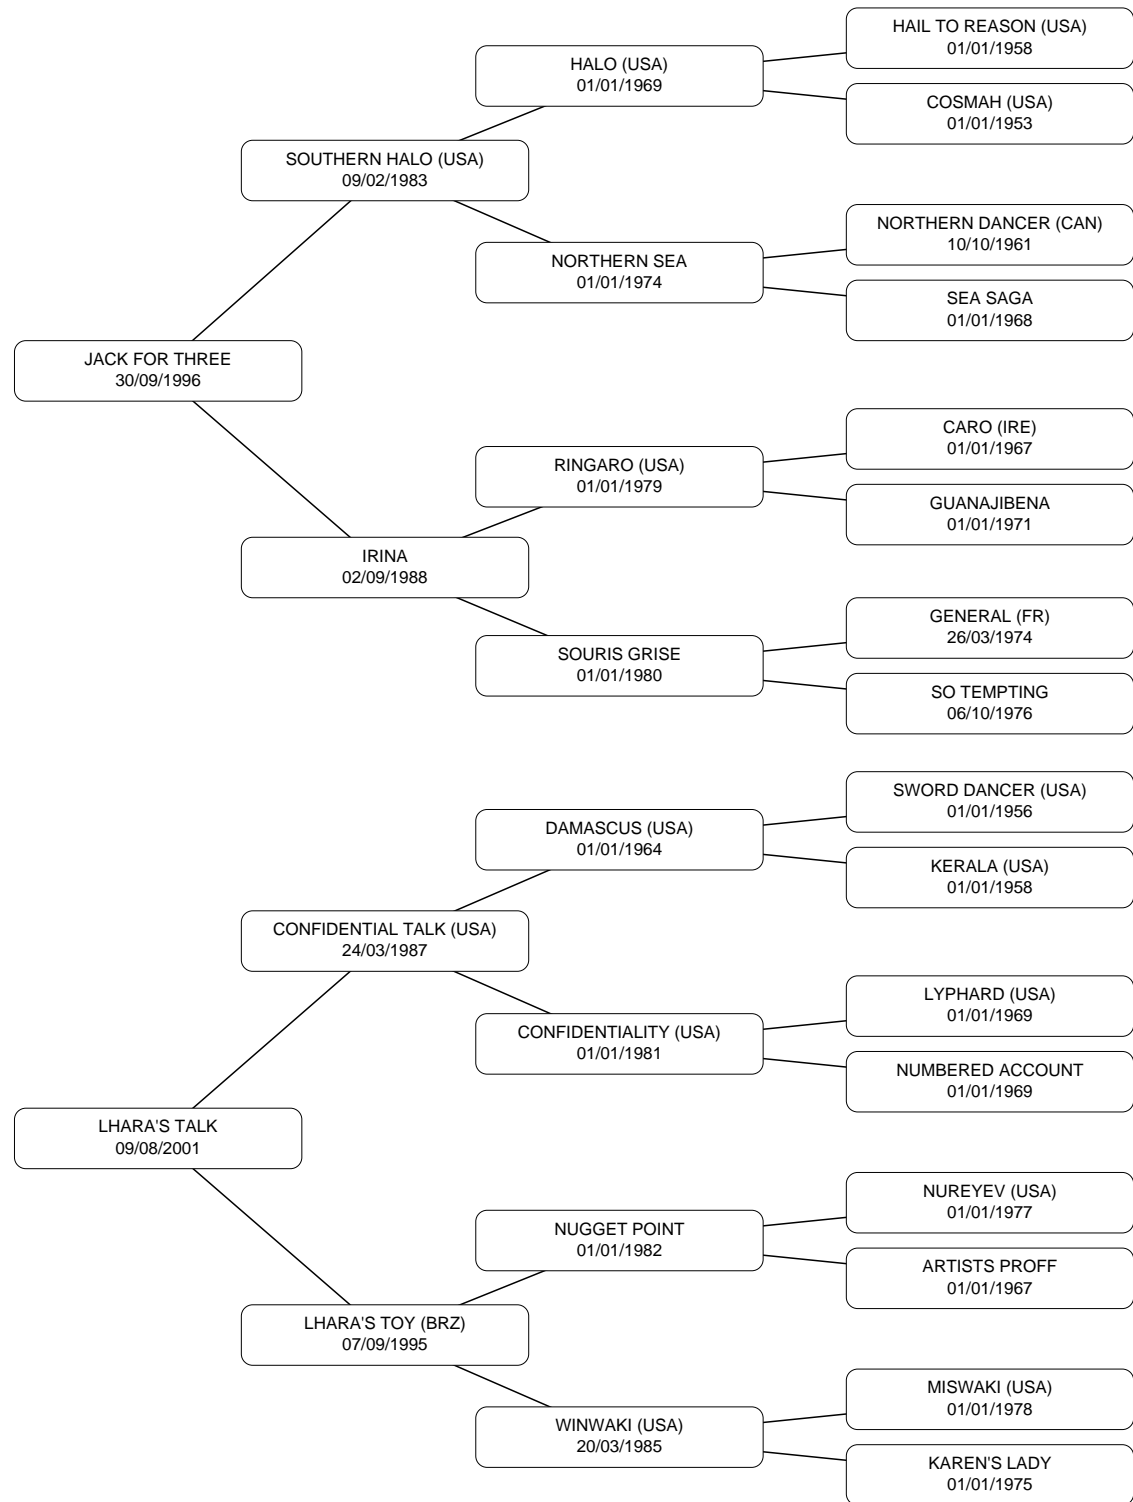 HAIL TO REASON (USA)
01/01/1958
HALO (USA)
01/01/1969
COSMAH (USA)
01/01/1953
SOUTHERN HALO (USA)
09/02/1983
NORTHERN DANCER (CAN)
10/10/1961
NORTHERN SEA
01/01/1974
SEA SAGA
01/01/1968
JACK FOR THREE
30/09/1996
CARO (IRE)
01/01/1967
RINGARO (USA)
01/01/1979
GUANAJIBENA
01/01/1971
IRINA
02/09/1988
GENERAL (FR)
26/03/1974
SOURIS GRISE
01/01/1980
SO TEMPTING
06/10/1976
SWORD DANCER (USA)
01/01/1956
DAMASCUS (USA)
01/01/1964
KERALA (USA)
01/01/1958
CONFIDENTIAL TALK (USA)
24/03/1987
LYPHARD (USA)
01/01/1969
CONFIDENTIALITY (USA)
01/01/1981
NUMBERED ACCOUNT
01/01/1969
LHARA'S TALK
09/08/2001
NUREYEV (USA)
01/01/1977
NUGGET POINT
01/01/1982
ARTISTS PROFF
01/01/1967
LHARA'S TOY (BRZ)
07/09/1995
MISWAKI (USA)
01/01/1978
WINWAKI (USA)
20/03/1985
KAREN'S LADY
01/01/1975